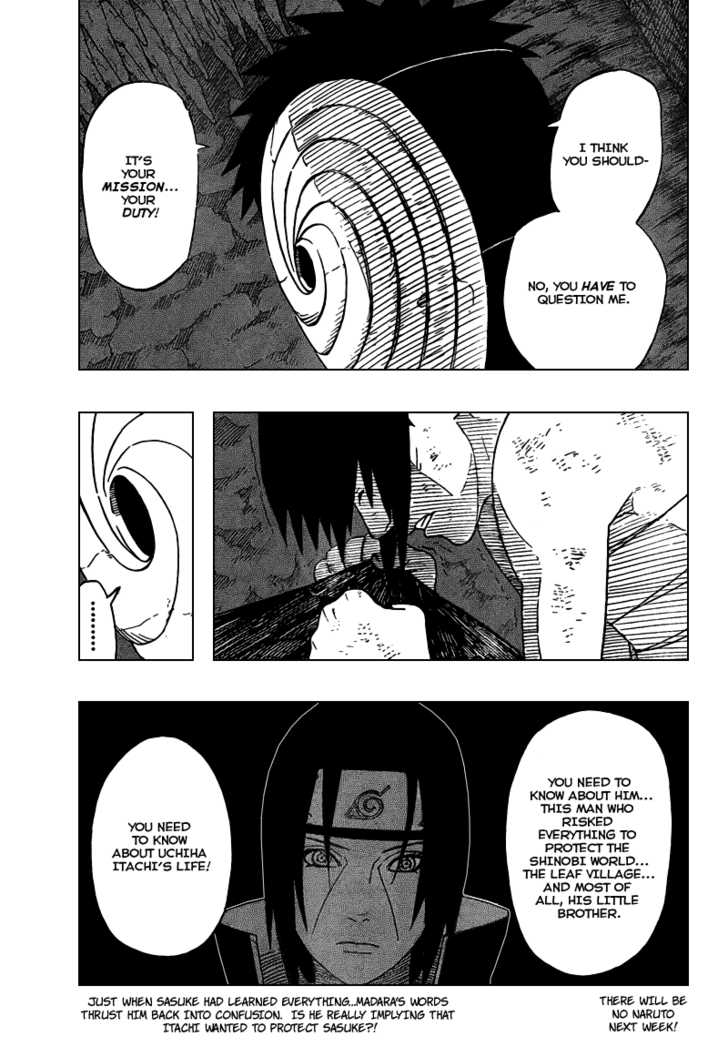 I THINK
YOU SHOULD-
NO, YOU HAVE TO
QUESTION ME.
IT'S
YOUR
MISSION...
YOUR
DUTY!
.........
YOU NEED TO
KNOW ABOUT HIM...
THIS MAN WHO
RISKED
EVERYTHING TO
PROTECT THE
SHINOBI WORLD...
THE LEAF VILLAGE...
AND MOST OF
ALL, HIS LITTLE
BROTHER.
YOU NEED
TO KNOW
ABOUT UCHIHA
ITACHI'S LIFE!
JUST WHEN SASUKE HAD LEARNED EVERYTHING...MADARA'S WORDS
THRUST HIM BACK INTO CONFUSION. IS HE REALLY IMPLYING THAT
ITACHI WANTED TO PROTECT SASUKE?!
THERE WILL BE
NO NARUTO
NEXT WEEK!